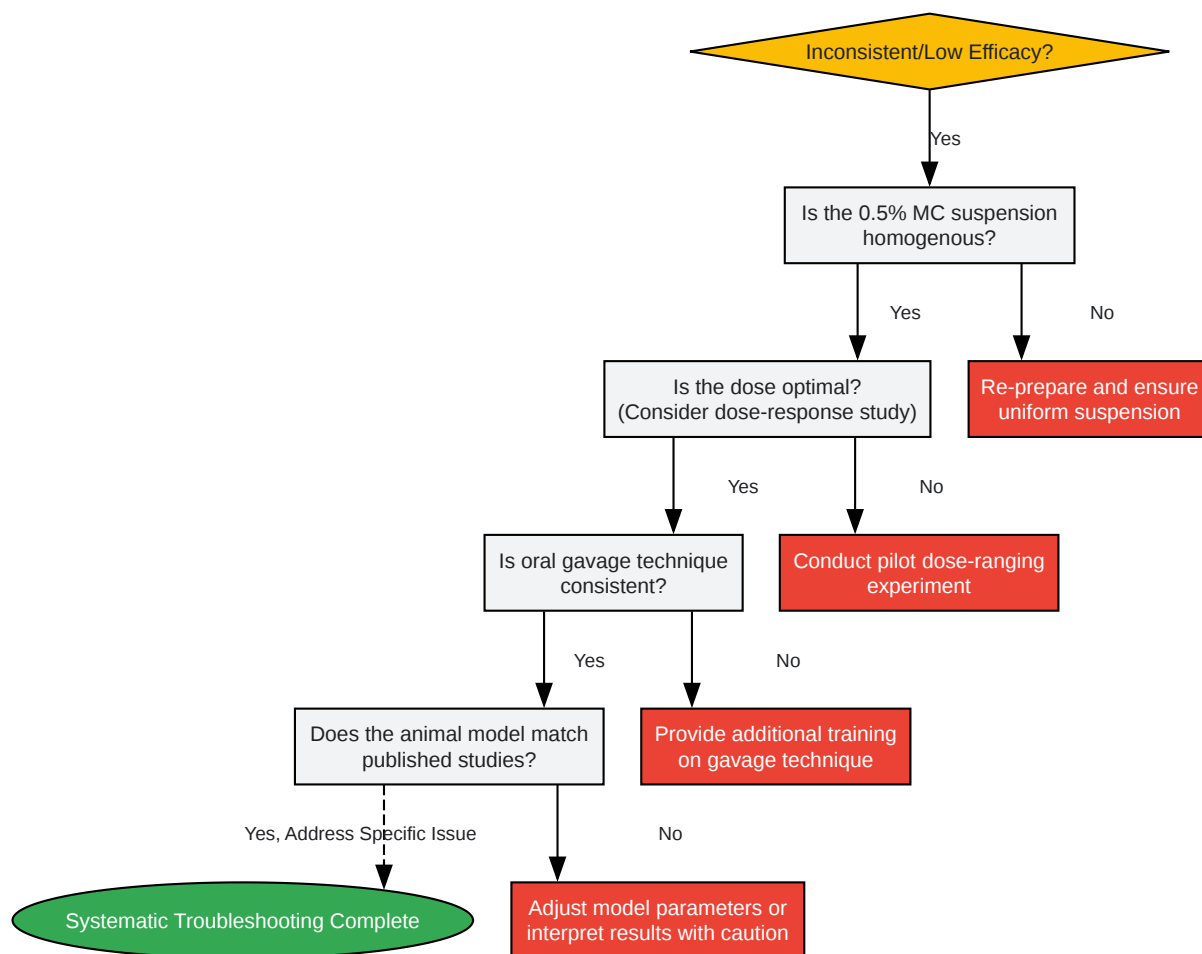 Inconsistent/Low Efficacy?
Yes
Is the 0.5% MC suspension
homogenous?
Yes
No
Is the dose optimal?
(Consider dose-response study)
Re-prepare and ensure
uniform suspension
Yes
No
Is oral gavage technique
consistent?
Conduct pilot dose-ranging
experiment
Yes
No
Does the animal model match
published studies?
Provide additional training
on gavage technique
Yes, Address Specific Issue
No
Systematic Troubleshooting Complete
Adjust model parameters or
interpret results with caution